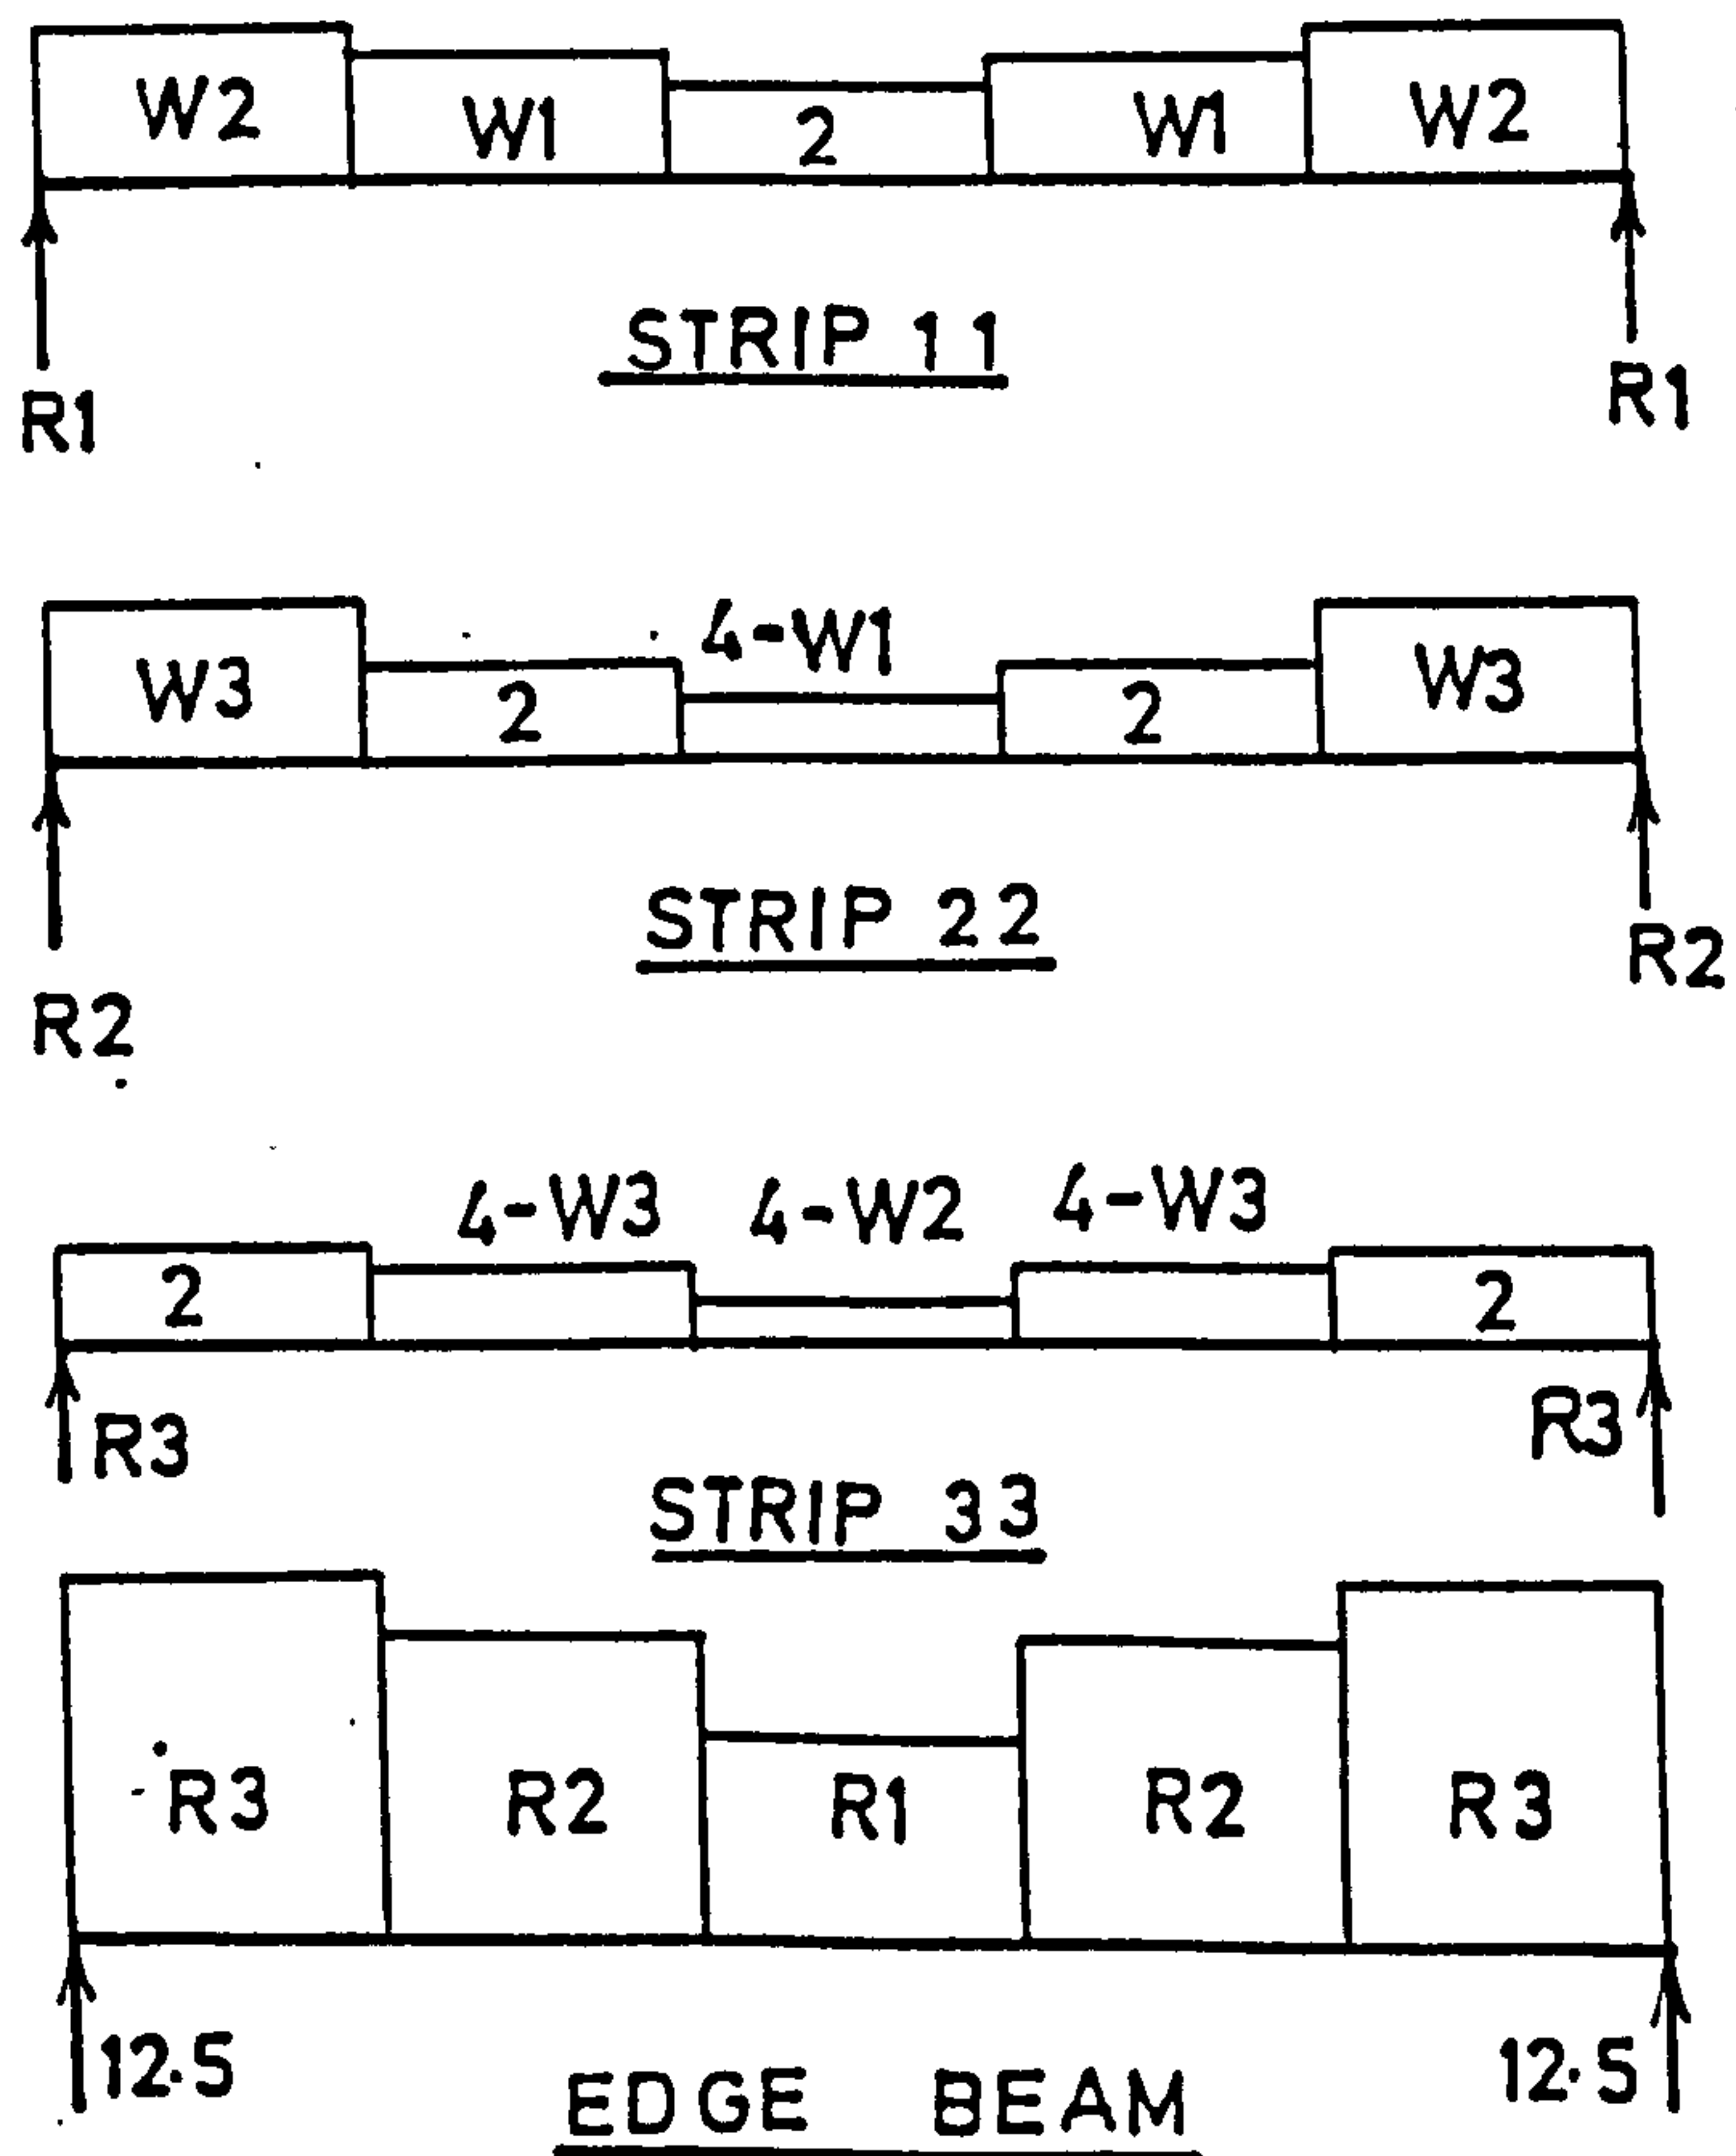 W2 W1 2 W1 W2
STRIP 11
R1 R1
4-W1
W3 2 2 W3
STRIP 22
R2
R2
4-W3 4-W2 4-W3
2 2
R3 R3
STRIP 33
R3 R2 R1 R2 R3
12.5 12.5
EDGE BEAM